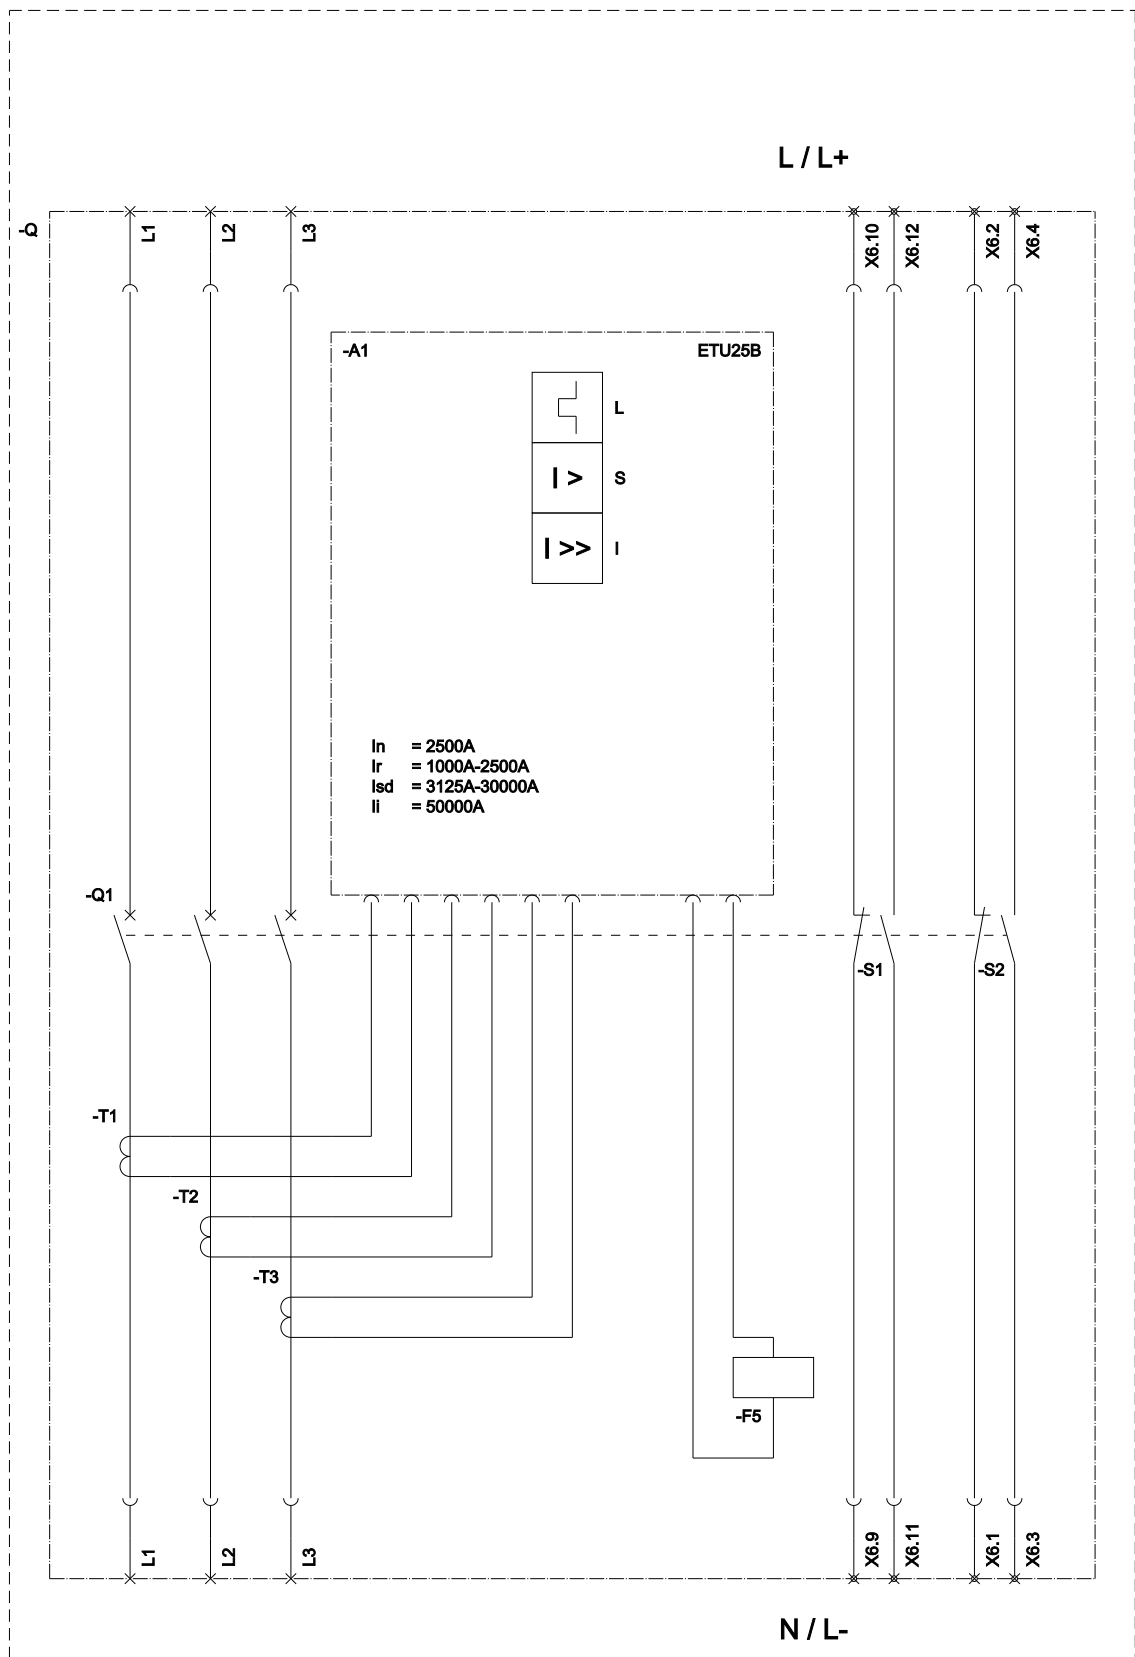 L / L+
-Q
L1
L2
L3
X6.10
X6.12
X6.2
X6.4
-A1
ETU25B
L
I >
S
I >>
I
In = 2500A
Ir = 1000A-2500A
Isd = 3125A-30000A
Ii = 50000A
-Q1
-S1
-S2
-T1
-T2
-T3
-F5
L1
L2
L3
X6.9
X6.11
X6.1
X6.3
N / L-